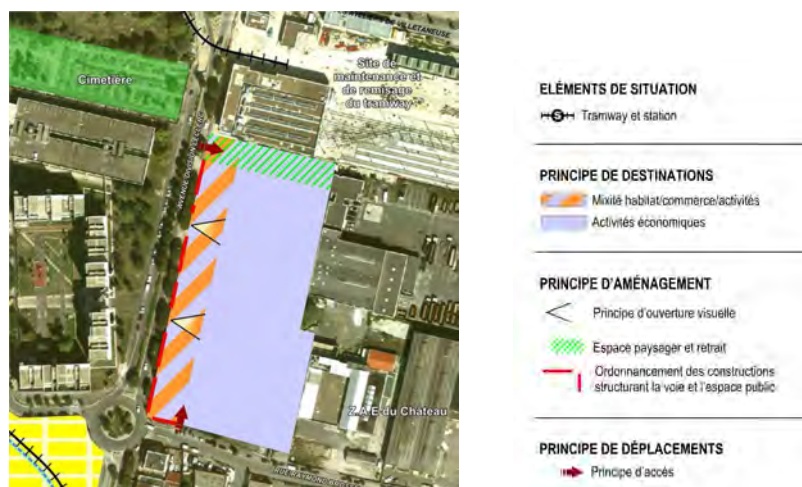 Cimetière
Site de
maintenance et
de remisage
du tramway
Z.A.E du Château
ELÉMENTS DE SITUATION
S Tramway et station
PRINCIPE DE DESTINATIONS
Mixité habitat/commerce/activités
Activités économiques
PRINCIPE D'AMÉNAGEMENT
Principe d'ouverture visuelle
Espace paysager et retrait
Ordonnancement des constructions
structurant la voie et l'espace public
PRINCIPE DE DÉPLACEMENTS
Principe d'accès